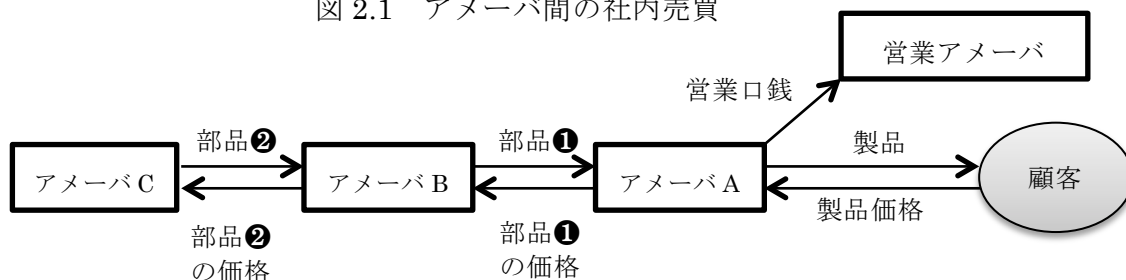 図 2.1　アメーバ間の社内売買
営業アメーバ
営業口銭
部品❷
部品❶
製品
アメーバ C
アメーバ B
アメーバ A
顧客
部品❷
の価格
部品❶
の価格
製品価格